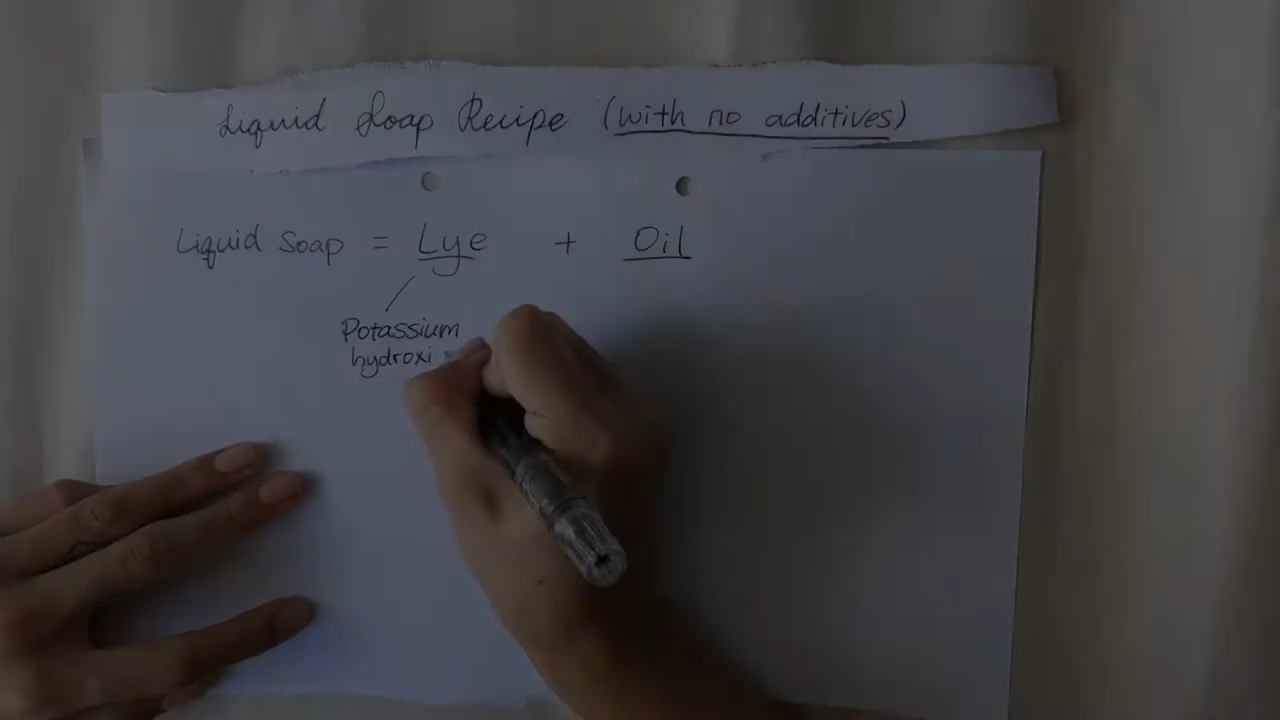 Liquid Soap Recipe (with no additives)
Liquid Soap = Lye + Oil
Potassium
hydroxi